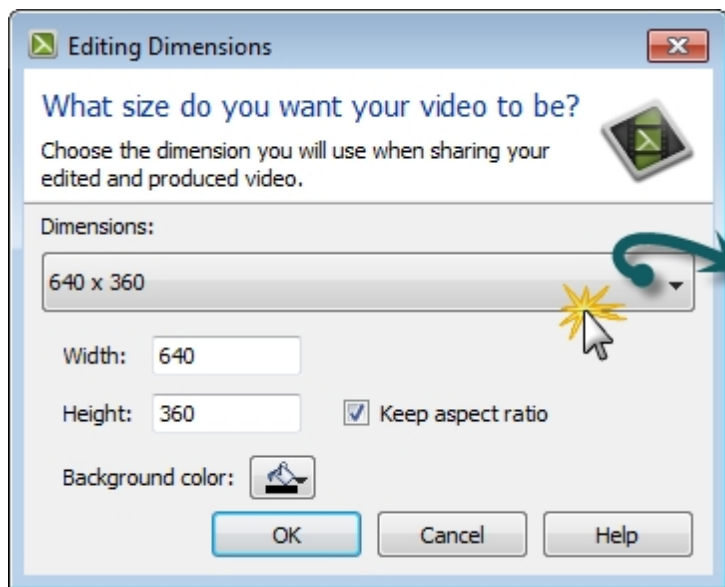 Editing Dimensions
What size do you want your video to be?
Choose the dimension you will use when sharing your
edited and produced video.
Dimensions:
640 x 360
Width: 640
Height: 360 Keep aspect ratio
Background color:
OK Cancel Help